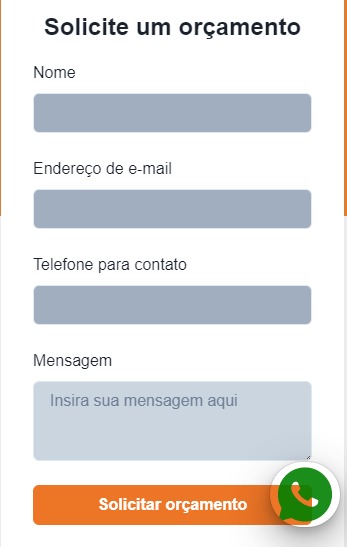 Solicite um orçamento
Nome
Endereço de e-mail
Telefone para contato
Mensagem
Insira sua mensagem aqui
Solicitar orçamento